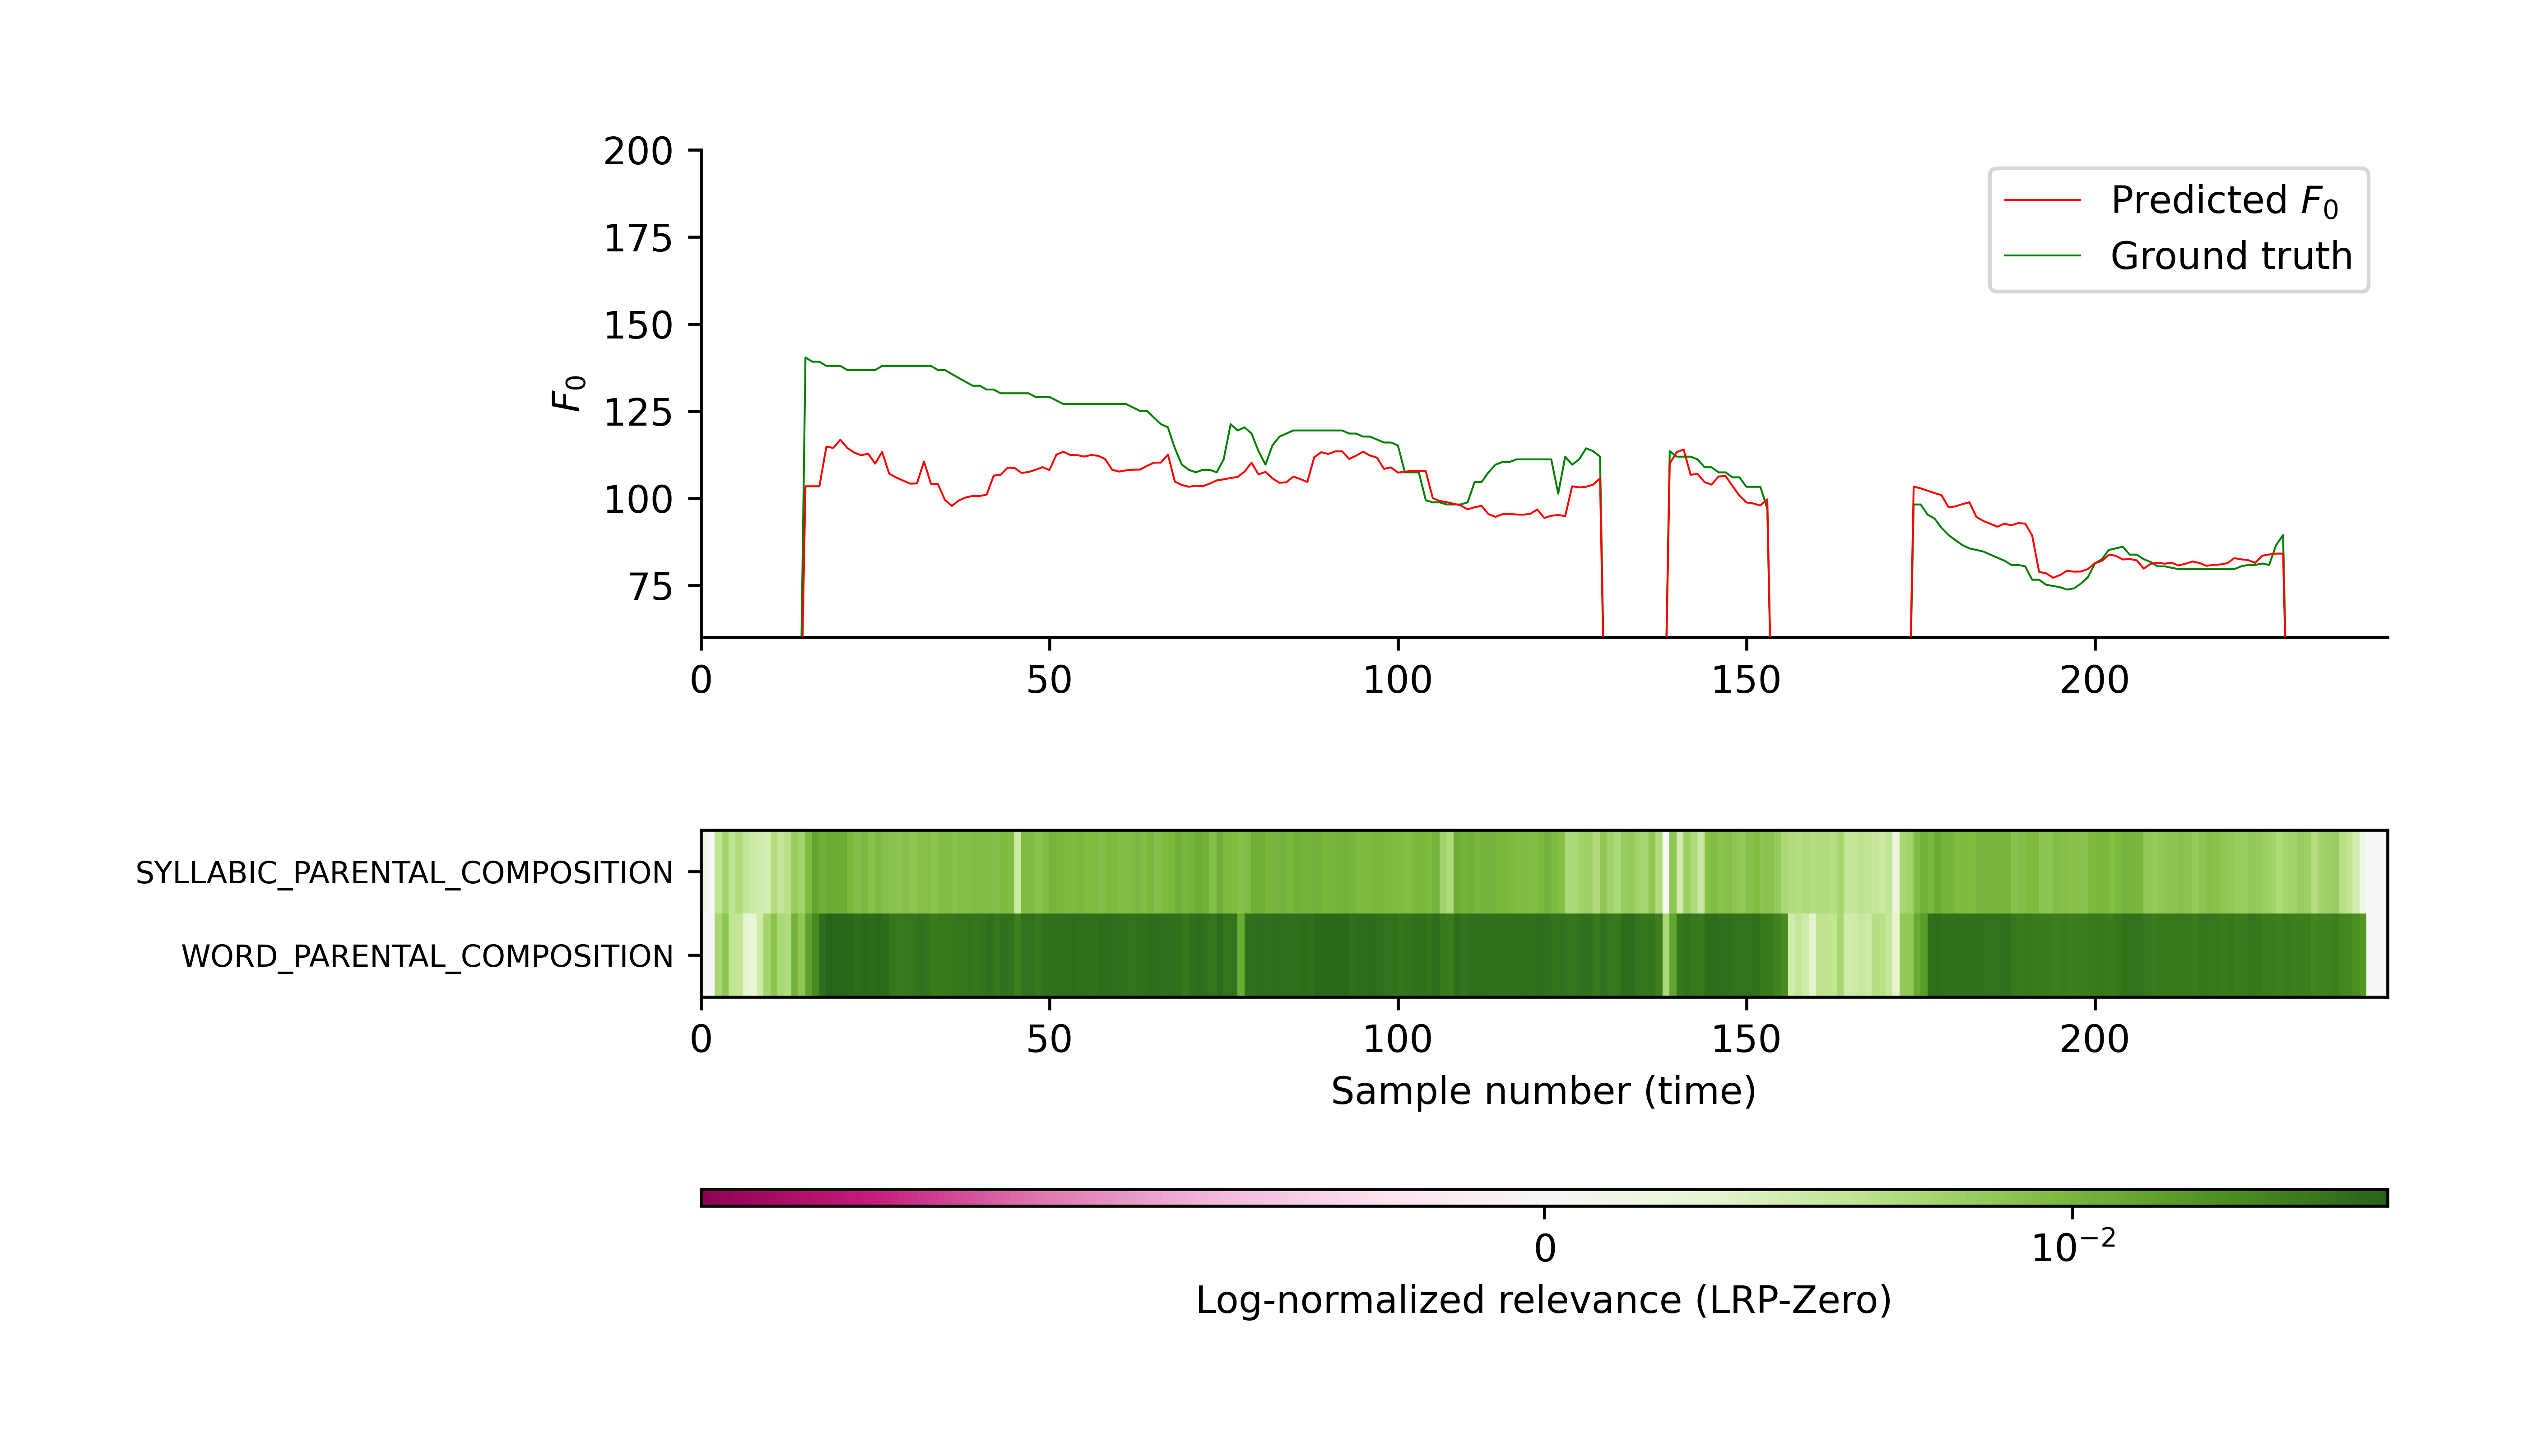 200
175
150
125
100
75
F₀
Predicted F₀
Ground truth
0 50 100 150 200
SYLLABIC_PARENTAL_COMPOSITION
WORD_PARENTAL_COMPOSITION
0 50 100 150 200
Sample number (time)
0 10⁻²
Log-normalized relevance (LRP-Zero)